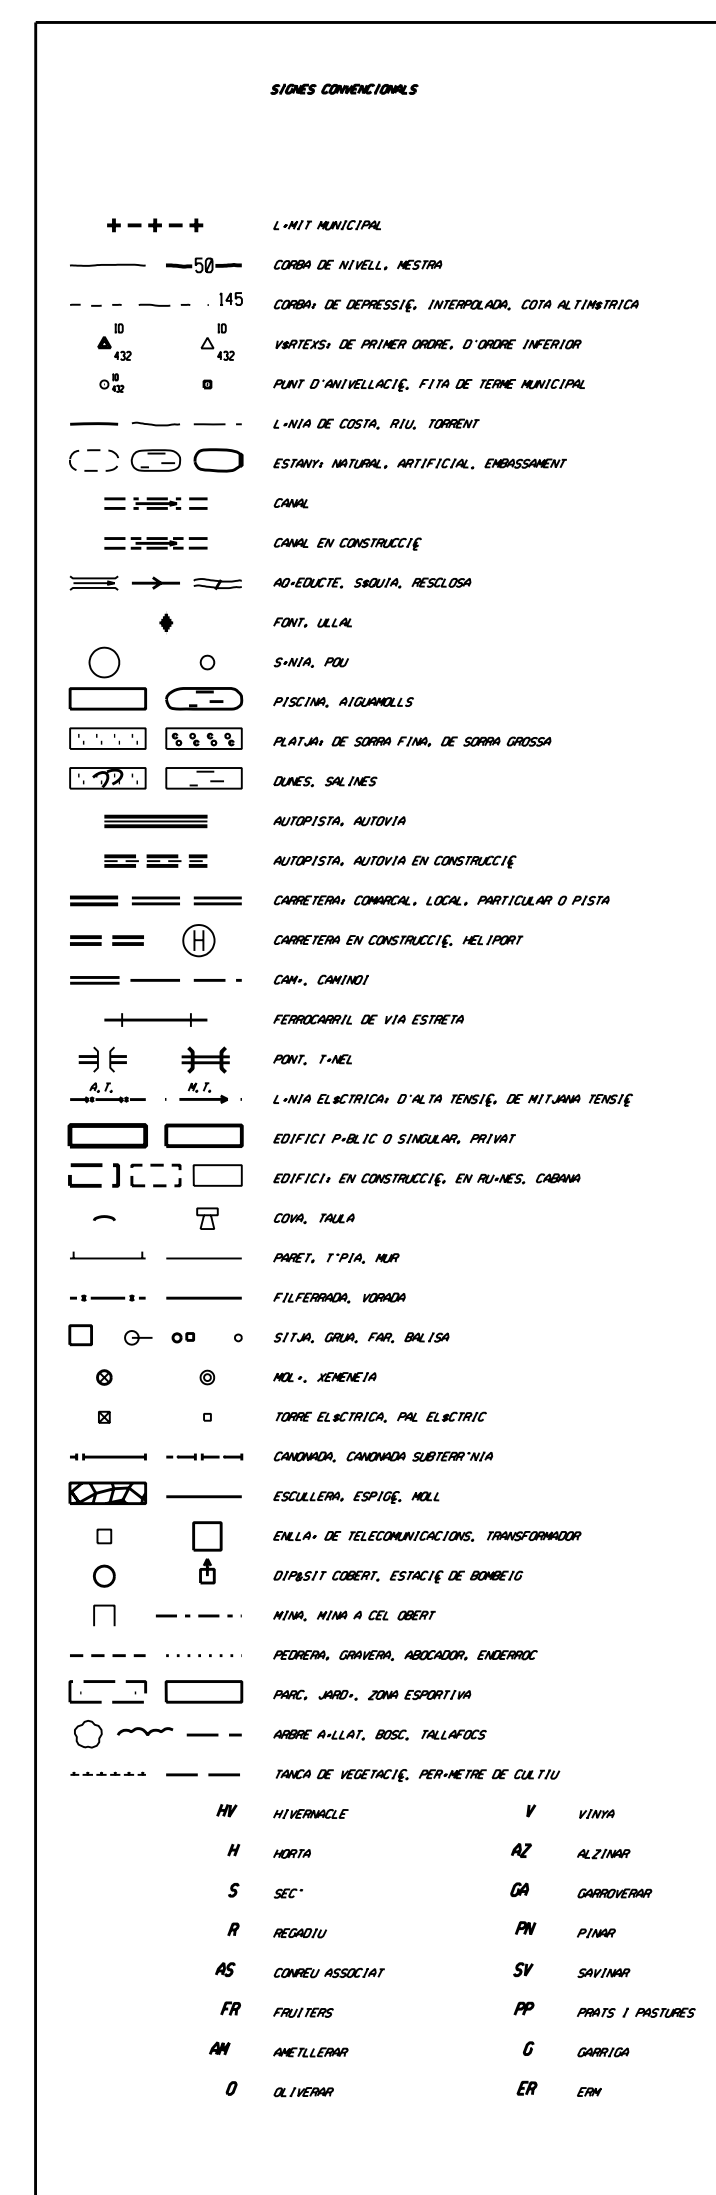 SIGNES CONVENCIONALS
L•MIT MUNICIPAL
50 CORBA DE NIVELL, MESTRA
145 CORBA: DE DEPRESSI£, INTERPOLADA, COTA ALTIM$TRICA
ID 432 ID 432 V$RTEXS: DE PRIMER ORDRE, D'ORDRE INFERIOR
ID 432 PUNT D'ANIVELLACI£, FITA DE TERME MUNICIPAL
L•NIA DE COSTA, RIU, TORRENT
ESTANY: NATURAL, ARTIFICIAL, EMBASSAMENT
CANAL
CANAL EN CONSTRUCCI£
AQ•EDUCTE, S$QUIA, RESCLOSA
FONT, ULLAL
S•NIA, POU
PISCINA, AIGUAMOLLS
PLATJA: DE SORRA FINA, DE SORRA GROSSA
DUNES, SALINES
AUTOPISTA, AUTOVIA
AUTOPISTA, AUTOVIA EN CONSTRUCCI£
CARRETERA: COMARCAL, LOCAL, PARTICULAR O PISTA
H CARRETERA EN CONSTRUCCI£, HELIPORT
CAM•, CAMINOI
FERROCARRIL DE VIA ESTRETA
PONT, T•NEL
A.T. M.T. L•NIA EL$CTRICA: D'ALTA TENSI£, DE MITJANA TENSI£
EDIFICI P•BLIC O SINGULAR, PRIVAT
EDIFICI: EN CONSTRUCCI£, EN RU•NES, CABANA
COVA, TAULA
PARET, T'PIA, MUR
FILFERRADA, VORADA
SITJA, GRUA, FAR, BALISA
MOL•, XEMENEIA
TORRE EL$CTRICA, PAL EL$CTRIC
CANONADA, CANONADA SUBTERR'NIA
ESCULLERA, ESPIG£, MOLL
ENLLA• DE TELECOMUNICACIONS, TRANSFORMADOR
DIP&SIT COBERT, ESTACI£ DE BOMBEIG
MINA, MINA A CEL OBERT
PEDRERA, GRAVERA, ABOCADOR, ENDERROC
PARC, JARD•, ZONA ESPORTIVA
ARBRE A•LLAT, BOSC, TALLAFOCS
TANCA DE VEGETACI£, PER•METRE DE CULTIU
HV HIVERNACLE V VINYA
H HORTA AZ ALZINAR
S SEC' GA GARROVERAR
R REGADIU PN PINAR
AS CONREU ASSOCIAT SV SAVINAR
FR FRUITERS PP PRATS I PASTURES
AM AMETLLERAR G GARRIGA
O OLIVERAR ER ERM